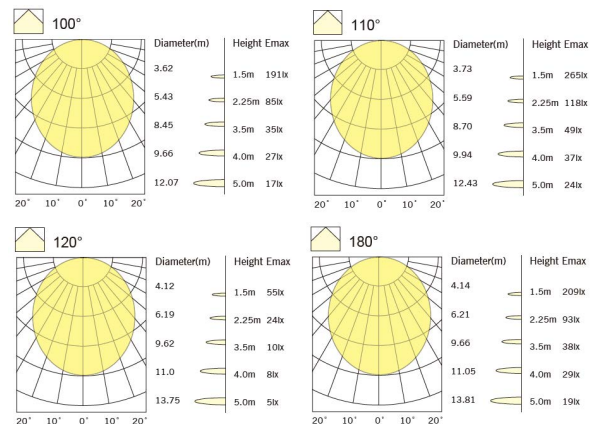 100°
Diameter(m) Height Emax
3.62 1.5m 191lx
5.43 2.25m 85lx
8.45 3.5m 35lx
9.66 4.0m 27lx
12.07 5.0m 17lx
20° 10° 0° 10° 20°
110°
Diameter(m) Height Emax
3.73 1.5m 265lx
5.59 2.25m 118lx
8.70 3.5m 49lx
9.94 4.0m 37lx
12.43 5.0m 24lx
20° 10° 0° 10° 20°
120°
Diameter(m) Height Emax
4.12 1.5m 55lx
6.19 2.25m 24lx
9.62 3.5m 10lx
11.0 4.0m 8lx
13.75 5.0m 5lx
20° 10° 0° 10° 20°
180°
Diameter(m) Height Emax
4.14 1.5m 209lx
6.21 2.25m 93lx
9.66 3.5m 38lx
11.05 4.0m 29lx
13.81 5.0m 19lx
20° 10° 0° 10° 20°